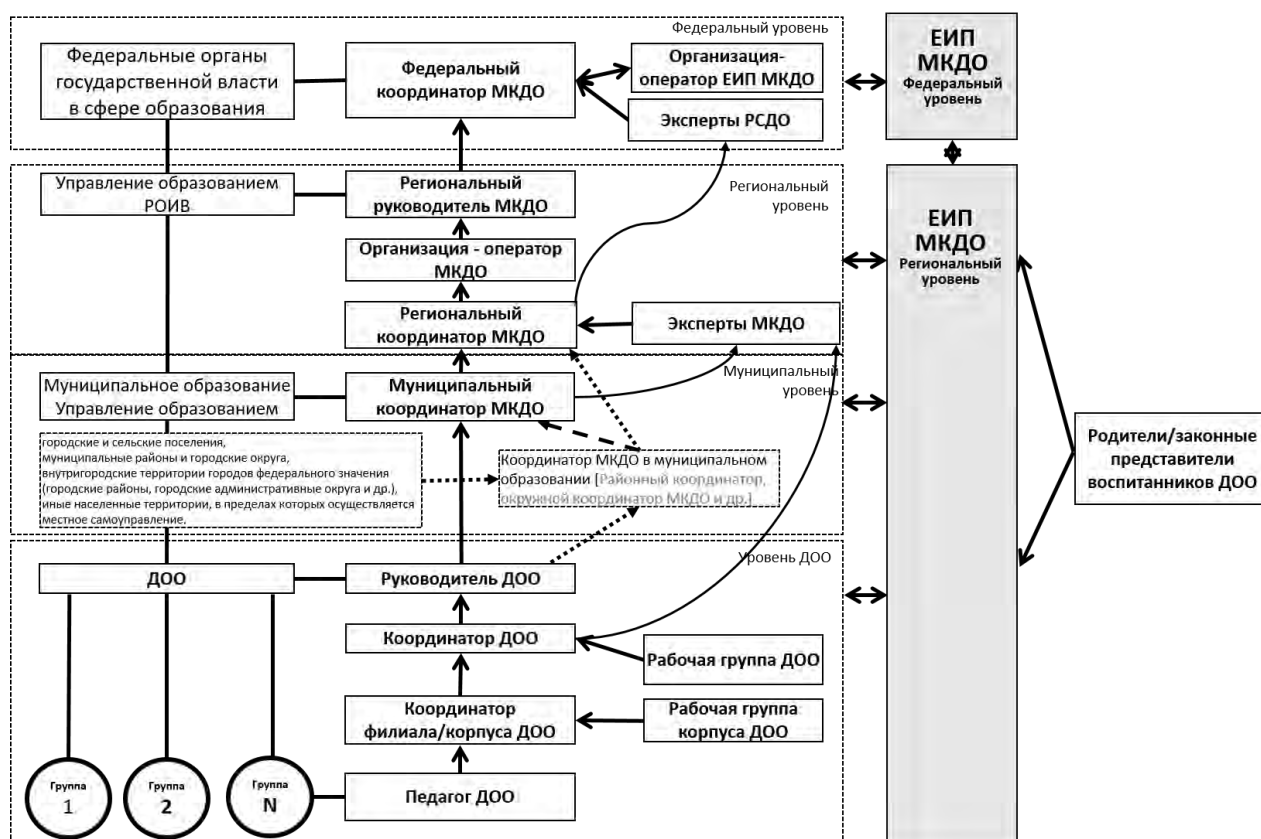 Федеральный уровень
Федеральные органы
государственной власти
в сфере образования
Федеральный
координатор МКДО
Организация-
оператор ЕИП МКДО
Эксперты РСДО
ЕИП
МКДО
Федеральный
уровень
Управление образованием
РОИВ
Региональный
руководитель МКДО
Региональный
уровень
Организация - оператор
МКДО
Региональный
координатор МКДО
Эксперты МКДО
ЕИП
МКДО
Региональный
уровень
Муниципальное образование
Управление образованием
Муниципальный
координатор МКДО
Муниципальный
уровень
городские и сельские поселения,
муниципальные районы и городские округа,
внутригородские территории городов федерального значения
(городские районы, городские административные округа и др.),
иные населенные территории, в пределах которых осуществляется
местное самоуправление,
Координатор МКДО в муниципальном
образовании [Районный координатор,
окружной координатор МКДО и др.]
Родители/законные
представители
воспитанников ДОО
Уровень ДОО
ДОО
Руководитель ДОО
Координатор ДОО
Рабочая группа ДОО
Координатор
филиала/корпуса ДОО
Рабочая группа
корпуса ДОО
Группа
1
Группа
2
Группа
N
Педагог ДОО